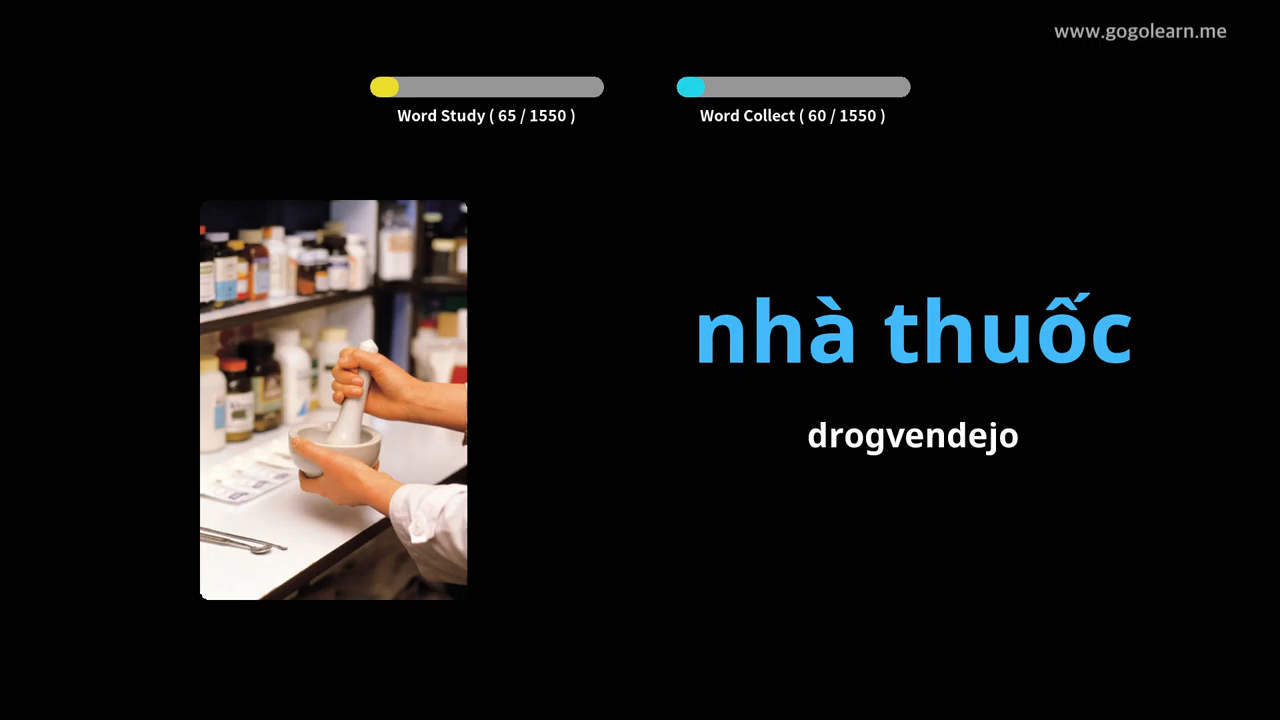 www.gogolearn.me
Word Study ( 65 / 1550 )
Word Collect ( 60 / 1550 )
nhà thuốc
drogvendejo